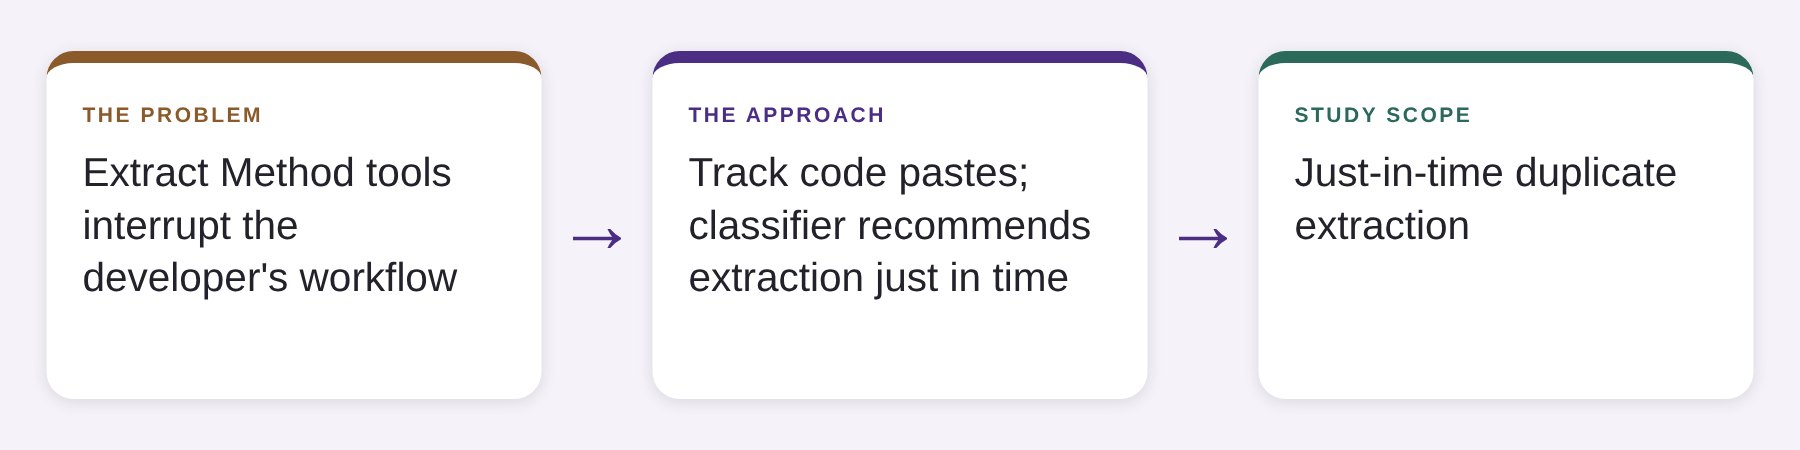 THE PROBLEM
Extract Method tools
interrupt the
developer's workflow
→
THE APPROACH
Track code pastes;
classifier recommends
extraction just in time
→
STUDY SCOPE
Just-in-time duplicate
extraction